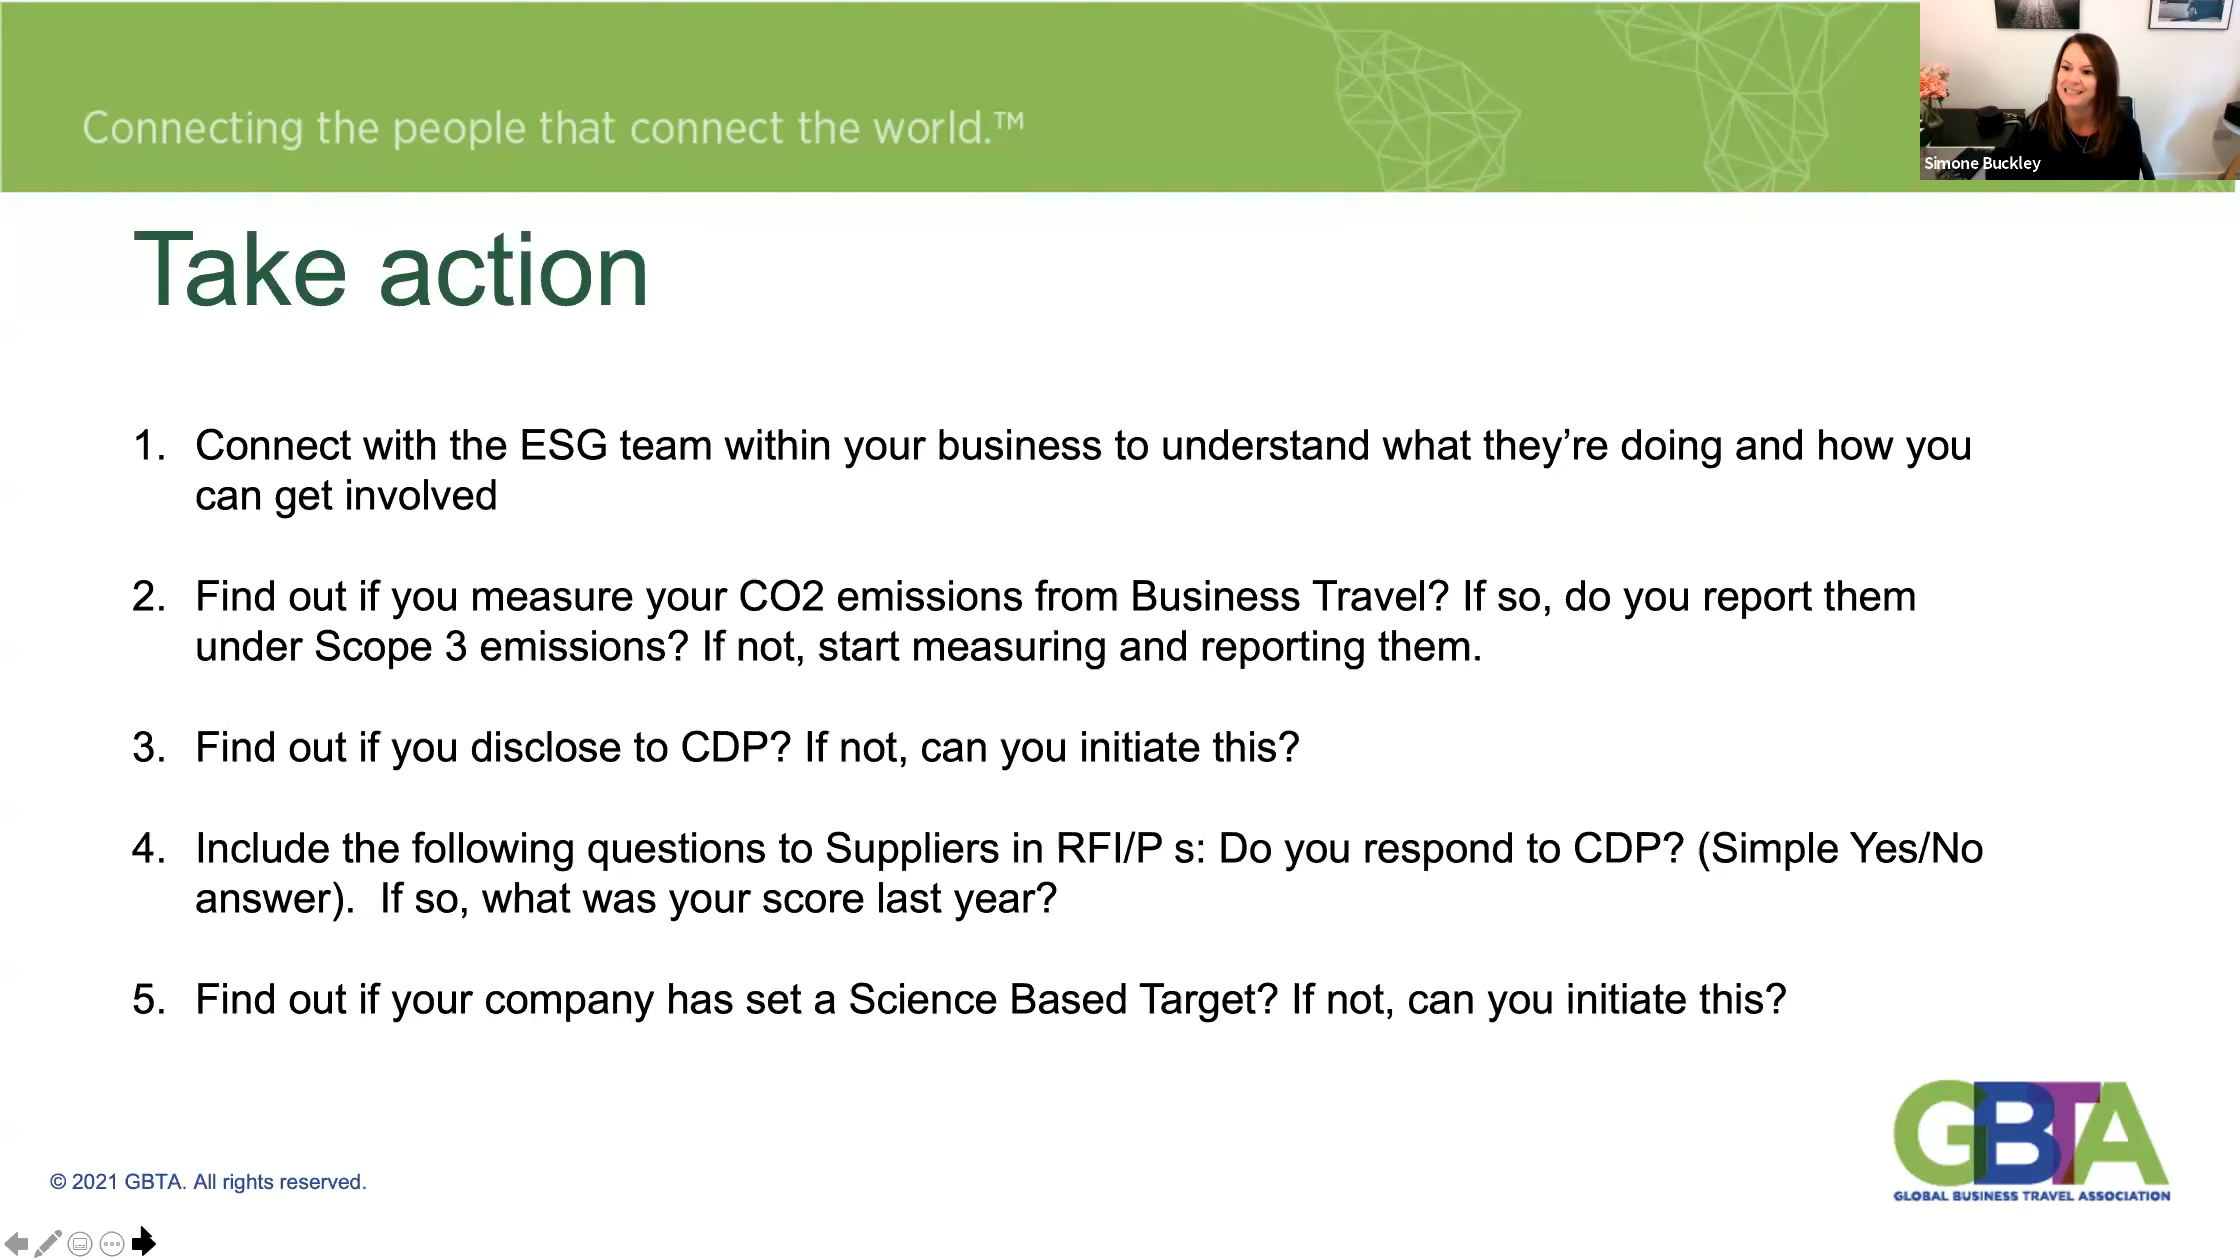 Connecting the people that connect the world.™
Simone Buckley
Take action
1. Connect with the ESG team within your business to understand what they’re doing and how you
can get involved
2. Find out if you measure your CO2 emissions from Business Travel? If so, do you report them
under Scope 3 emissions? If not, start measuring and reporting them.
3. Find out if you disclose to CDP? If not, can you initiate this?
4. Include the following questions to Suppliers in RFI/P s: Do you respond to CDP? (Simple Yes/No
answer).  If so, what was your score last year?
5. Find out if your company has set a Science Based Target? If not, can you initiate this?
GBTA
GLOBAL BUSINESS TRAVEL ASSOCIATION
© 2021 GBTA. All rights reserved.